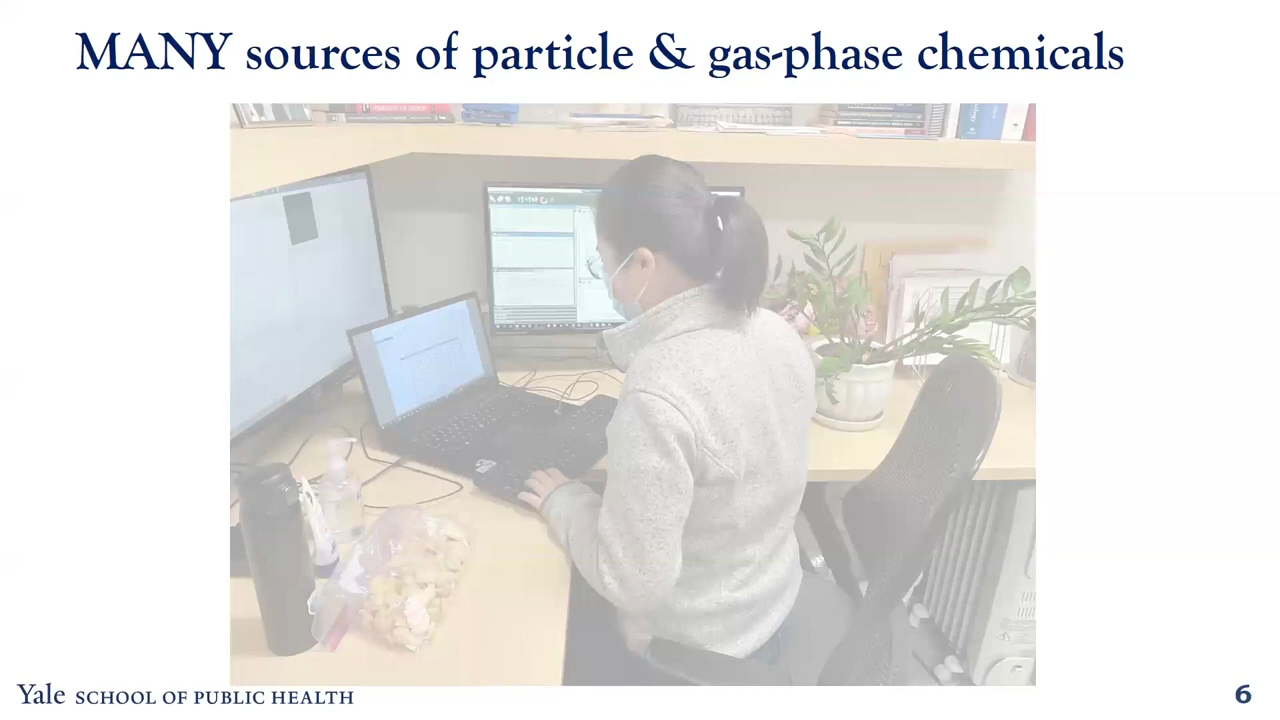 MANY sources of particle & gas-phase chemicals
Yale SCHOOL OF PUBLIC HEALTH
6